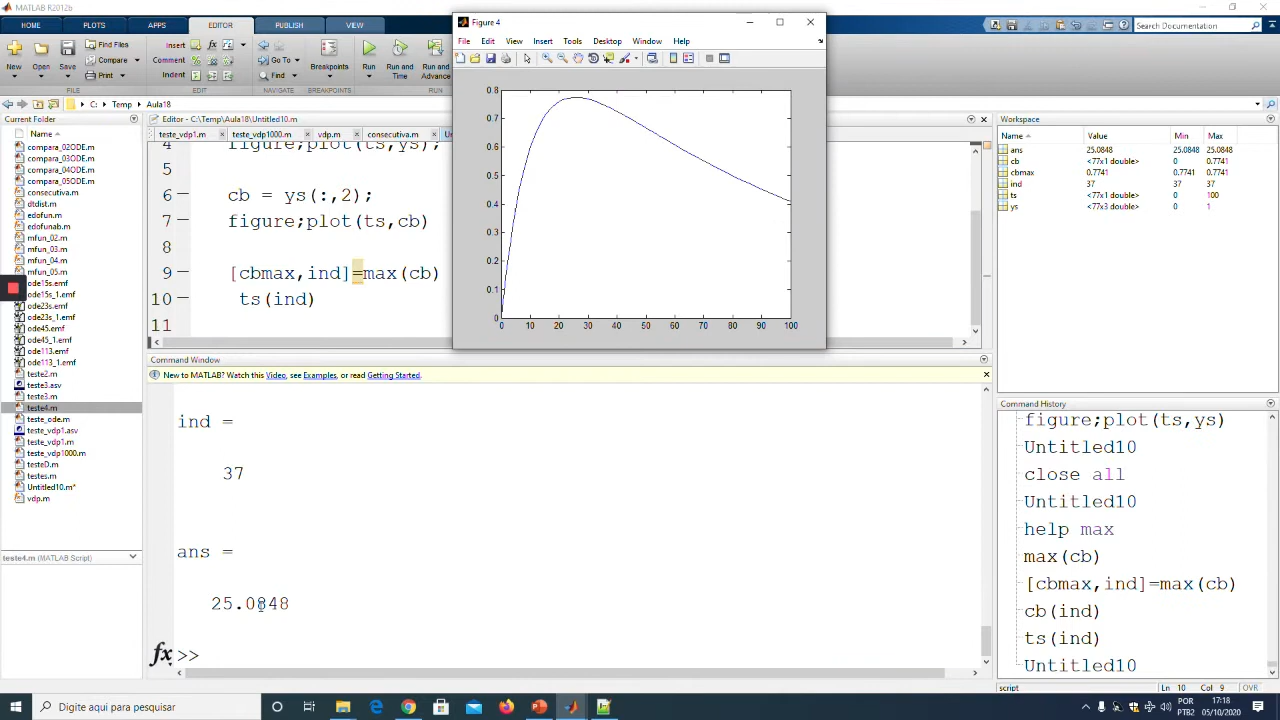 MATLAB R2012b
HOME PLOTS APPS EDITOR PUBLISH VIEW
Search Documentation
New Open Save
Find Files
Compare
Print
Insert
Comment
Indent
fx
Go To
Find
Breakpoints
Run
Run and Time
Run and Advance
FILE EDIT NAVIGATE BREAKPOINTS RUN
C: Temp Aula18
Current Folder
Name
compara_02ODE.m
compara_03ODE.m
compara_04ODE.m
compara_05ODE.m
consecutiva.m
dtdist.m
edofun.m
edofunab.m
mfun_02.m
mfun_03.m
mfun_04.m
mfun_05.m
ode15s.emf
ode15s_1.emf
ode23s.emf
ode23s_1.emf
ode45.emf
ode45_1.emf
ode113.emf
ode113_1.emf
teste2.m
teste3.asv
teste3.m
teste4.m
teste_ode.m
teste_vdp1.asv
teste_vdp1.m
teste_vdp1000.m
testeD.m
testes.m
Untitled10.m*
vdp.m
teste4.m (MATLAB Script)
Editor - C:\Temp\Aula18\Untitled10.m
teste_vdp1.m teste_vdp1000.m vdp.m consecutiva.m
4 figure;plot(ts,ys);
5
6 cb = ys(:,2);
7 figure;plot(ts,cb)
8
9 [cbmax,ind]=max(cb)
10 ts(ind)
11
Figure 4
File Edit View Insert Tools Desktop Window Help
0.8
0.7
0.6
0.5
0.4
0.3
0.2
0.1
0
0 10 20 30 40 50 60 70 80 90 100
Command Window
New to MATLAB? Watch this Video, see Examples, or read Getting Started.
ind =
37
ans =
25.0848
fx >>
Workspace
Name Value Min Max
ans 25.0848 25.0848 25.0848
cb <77x1 double> 0 0.7741
cbmax 0.7741 0.7741 0.7741
ind 37 37 37
ts <77x1 double> 0 100
ys <77x3 double> 0 1
Command History
figure;plot(ts,ys)
Untitled10
close all
Untitled10
help max
max(cb)
[cbmax,ind]=max(cb)
cb(ind)
ts(ind)
Untitled10
script Ln 10 Col 9 OVR
Digite aqui para pesquisar
POR
PTB2
17:18
05/10/2020